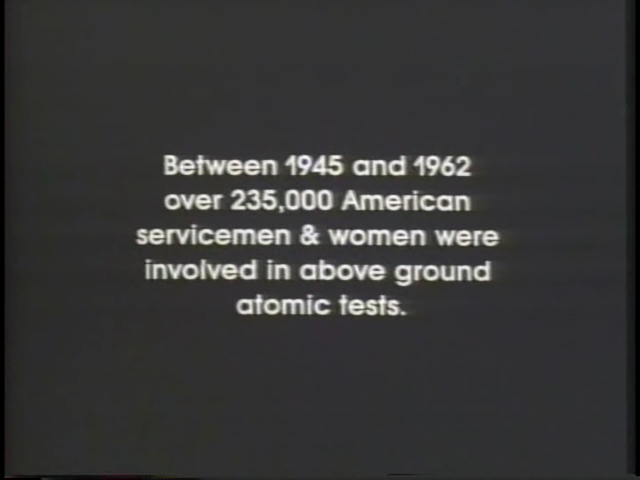 Between 1945 and 1962
over 235,000 American
servicemen & women were
involved in above ground
atomic tests.